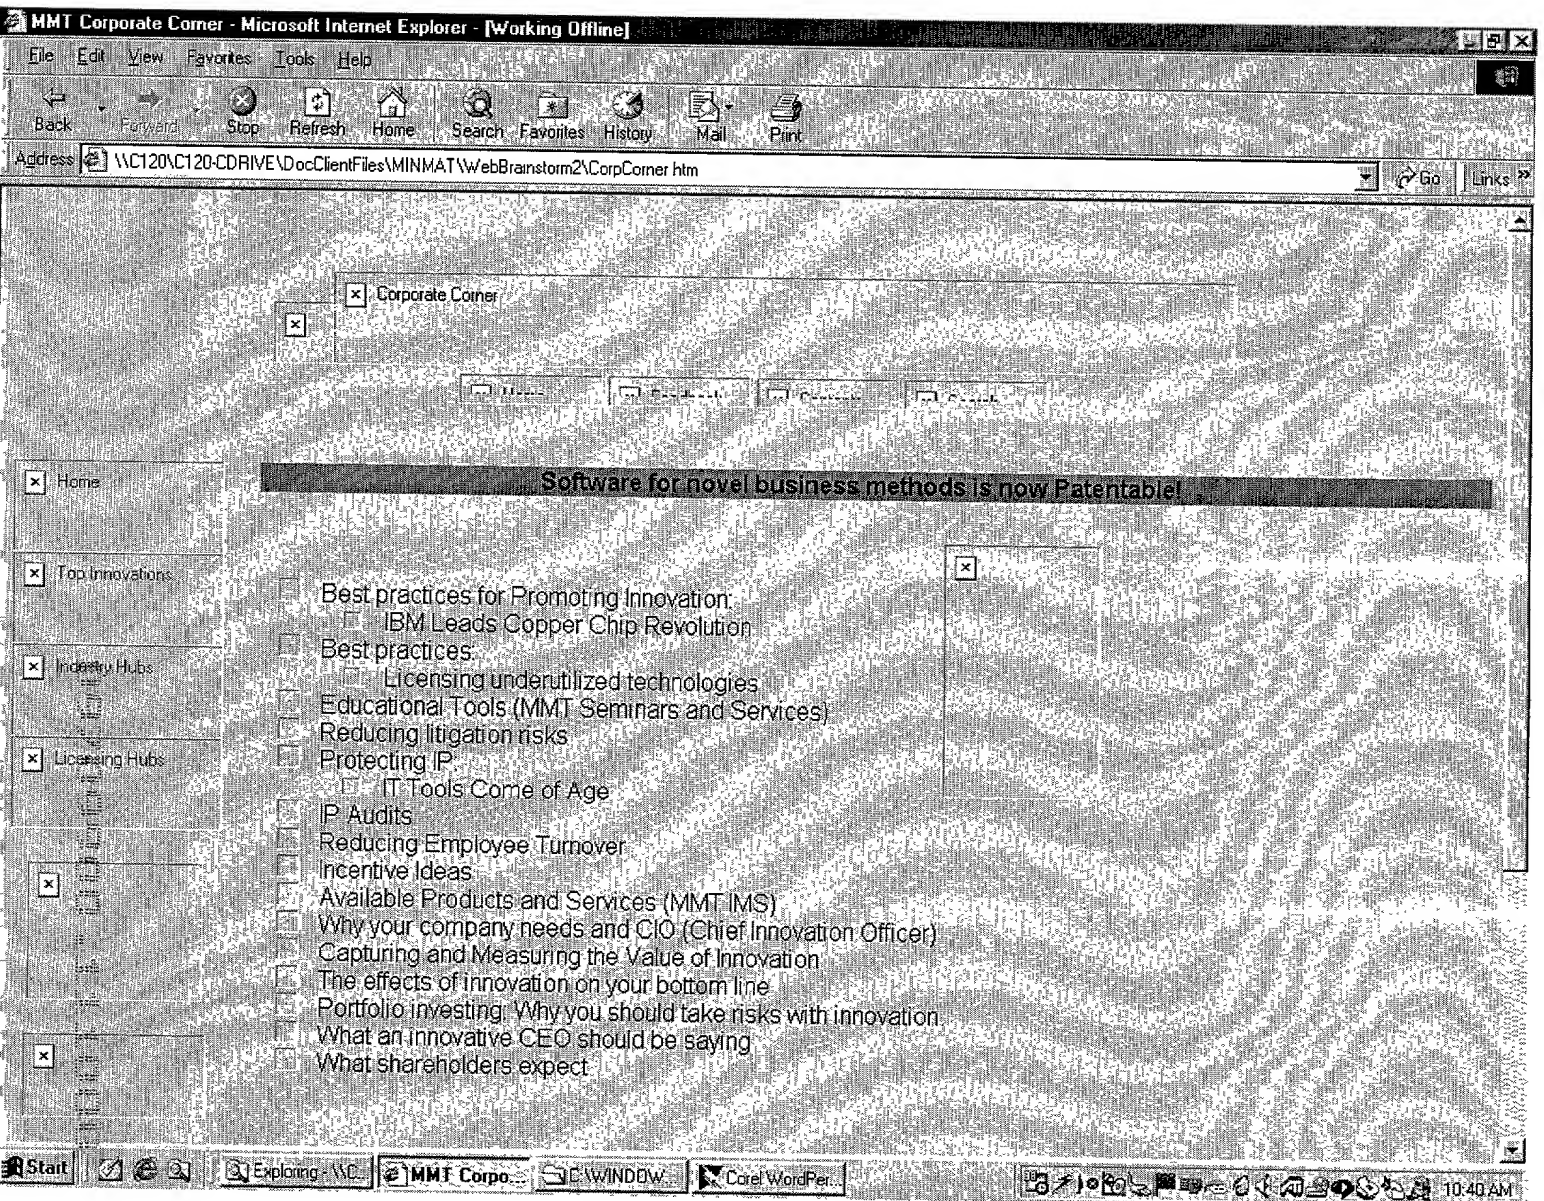 MMT Corporate Corner - Microsoft Internet Explorer - [Working Offline]
File Edit View Favorites Tools Help
Back Forward Stop Refresh Home Search Favorites History Mail Print
Address \\C120\C120-CDRIVE\DocClientFiles\MINMAT\WebBrainstorm2\CorpCorner htm Go Links »
Corporate Corner
Home Feedback Contents Search
Software for novel business methods is now Patentable!
Home
Top Innovations
Industry Hubs
Licensing Hubs
Best practices for Promoting Innovation:
IBM Leads Copper Chip Revolution
Best practices:
Licensing underutilized technologies
Educational Tools (MMT Seminars and Services)
Reducing litigation risks
Protecting IP
IT Tools Come of Age
IP Audits
Reducing Employee Turnover
Incentive Ideas
Available Products and Services (MMT IMS)
Why your company needs and CIO (Chief Innovation Officer)
Capturing and Measuring the Value of Innovation
The effects of innovation on your bottom line
Portfolio investing: Why you should take risks with innovation
What an innovative CEO should be saying
What shareholders expect
Start Exploring - \\C... MMT Corpo... C:\WINDOW... Corel WordPer... 10:40 AM